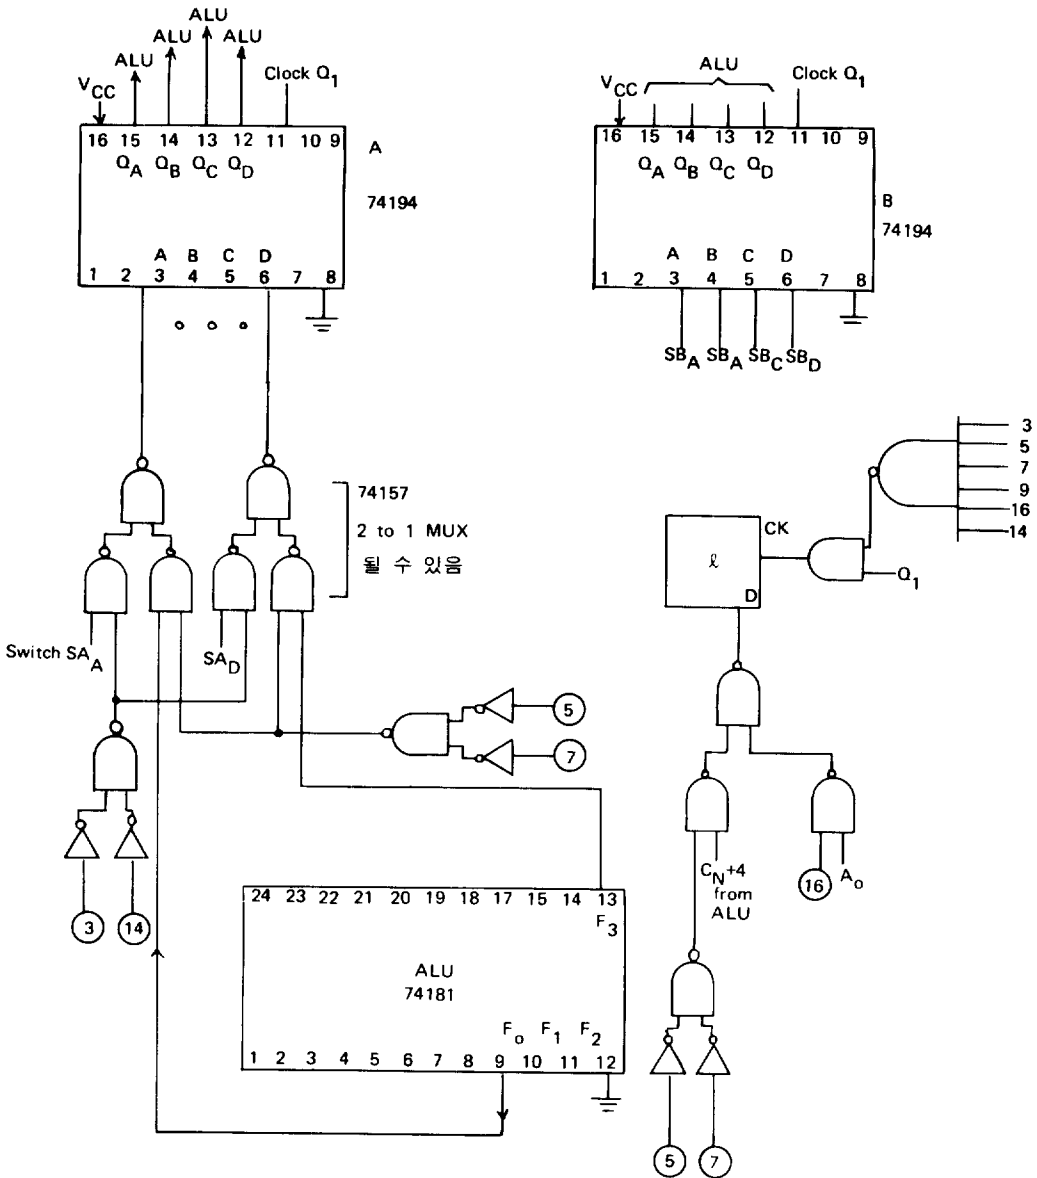 ALU
ALU
ALU
ALU
Clock Q1
VCC
16 15 14 13 12 11 10 9
QA QB QC QD
A
74194
A B C D
1 2 3 4 5 6 7 8
ALU
Clock Q1
VCC
16 15 14 13 12 11 10 9
QA QB QC QD
B
74194
A B C D
1 2 3 4 5 6 7 8
SBA SBA SBC SBD
74157
2 to 1 MUX
될 수 있음
3
5
7
9
16
14
CK
ℓ
D
Q1
Switch SAA
SAD
5
7
3
14
CN+4
from
ALU
16
Ao
24 23 22 21 20 19 18 17 15 14 13
F3
ALU
74181
Fo F1 F2
1 2 3 4 5 6 7 8 9 10 11 12
5
7